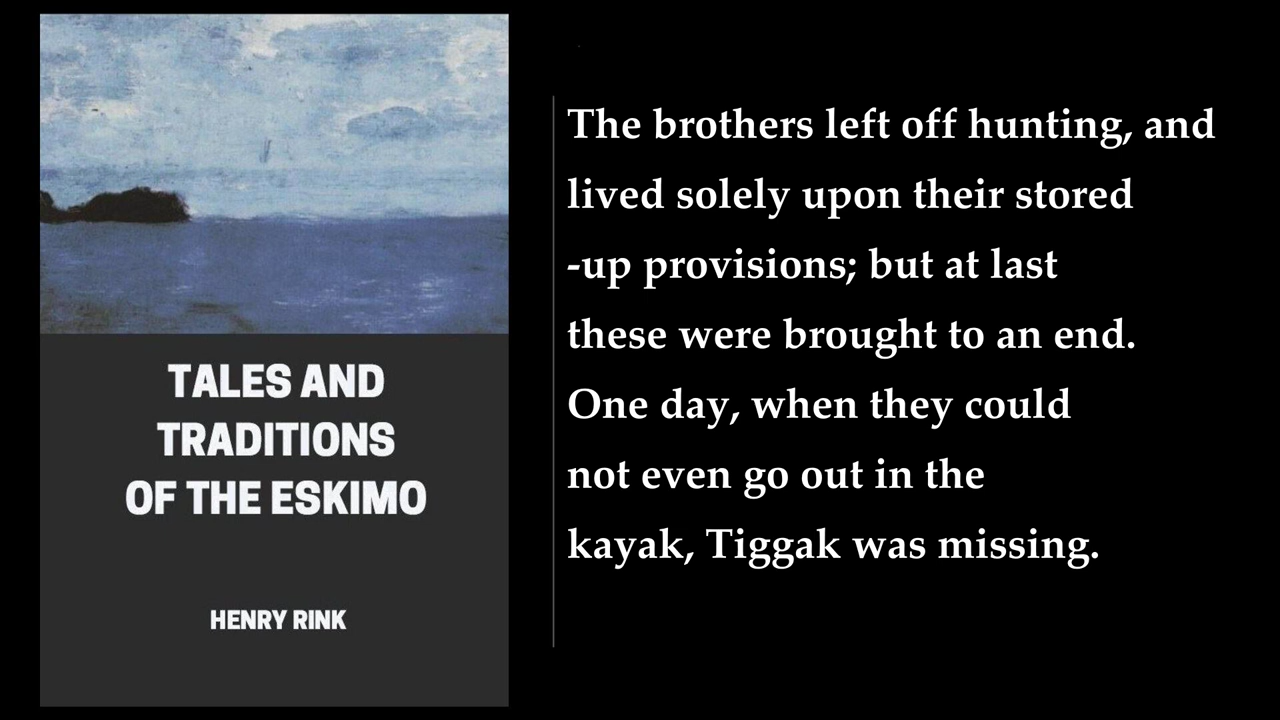 TALES AND
TRADITIONS
OF THE ESKIMO
HENRY RINK
The brothers left off hunting, and
lived solely upon their stored
-up provisions; but at last
these were brought to an end.
One day, when they could
not even go out in the
kayak, Tiggak was missing.